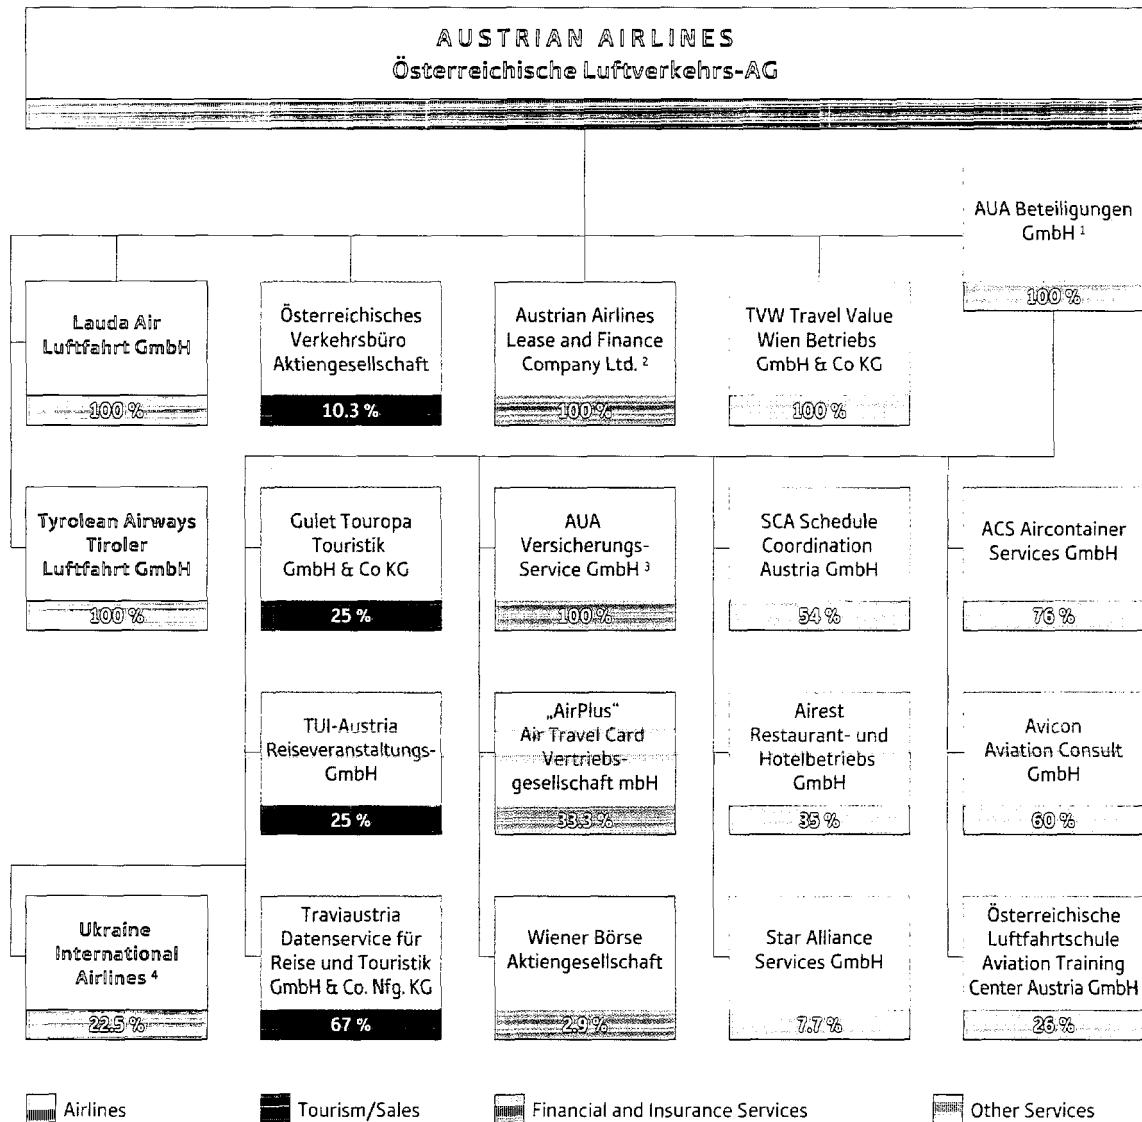 AUSTRIAN AIRLINES
Österreichische Luftverkehrs-AG
AUA Beteiligungen
GmbH ¹
100 %
Lauda Air
Luftfahrt GmbH
100 %
Österreichisches
Verkehrsbüro
Aktiengesellschaft
10.3 %
Austrian Airlines
Lease and Finance
Company Ltd. ²
100 %
TVW Travel Value
Wien Betriebs
GmbH & Co KG
100 %
Tyrolean Airways
Tiroler
Luftfahrt GmbH
100 %
Gulet Touropa
Touristik
GmbH & Co KG
25 %
AUA
Versicherungs-
Service GmbH ³
100 %
SCA Schedule
Coordination
Austria GmbH
54 %
ACS Aircontainer
Services GmbH
76 %
TUI-Austria
Reiseveranstaltungs-
GmbH
25 %
„AirPlus“
Air Travel Card
Vertriebs-
gesellschaft mbH
33.3 %
Airest
Restaurant- und
Hotelbetriebs
GmbH
35 %
Avicon
Aviation Consult
GmbH
60 %
Ukraine
International
Airlines ⁴
22.5 %
Traviaustria
Datenservice für
Reise und Touristik
GmbH & Co. Nfg. KG
67 %
Wiener Börse
Aktiengesellschaft
2.9 %
Star Alliance
Services GmbH
7.7 %
Österreichische
Luftfahrtschule
Aviation Training
Center Austria GmbH
26 %
Airlines
Tourism/Sales
Financial and Insurance Services
Other Services